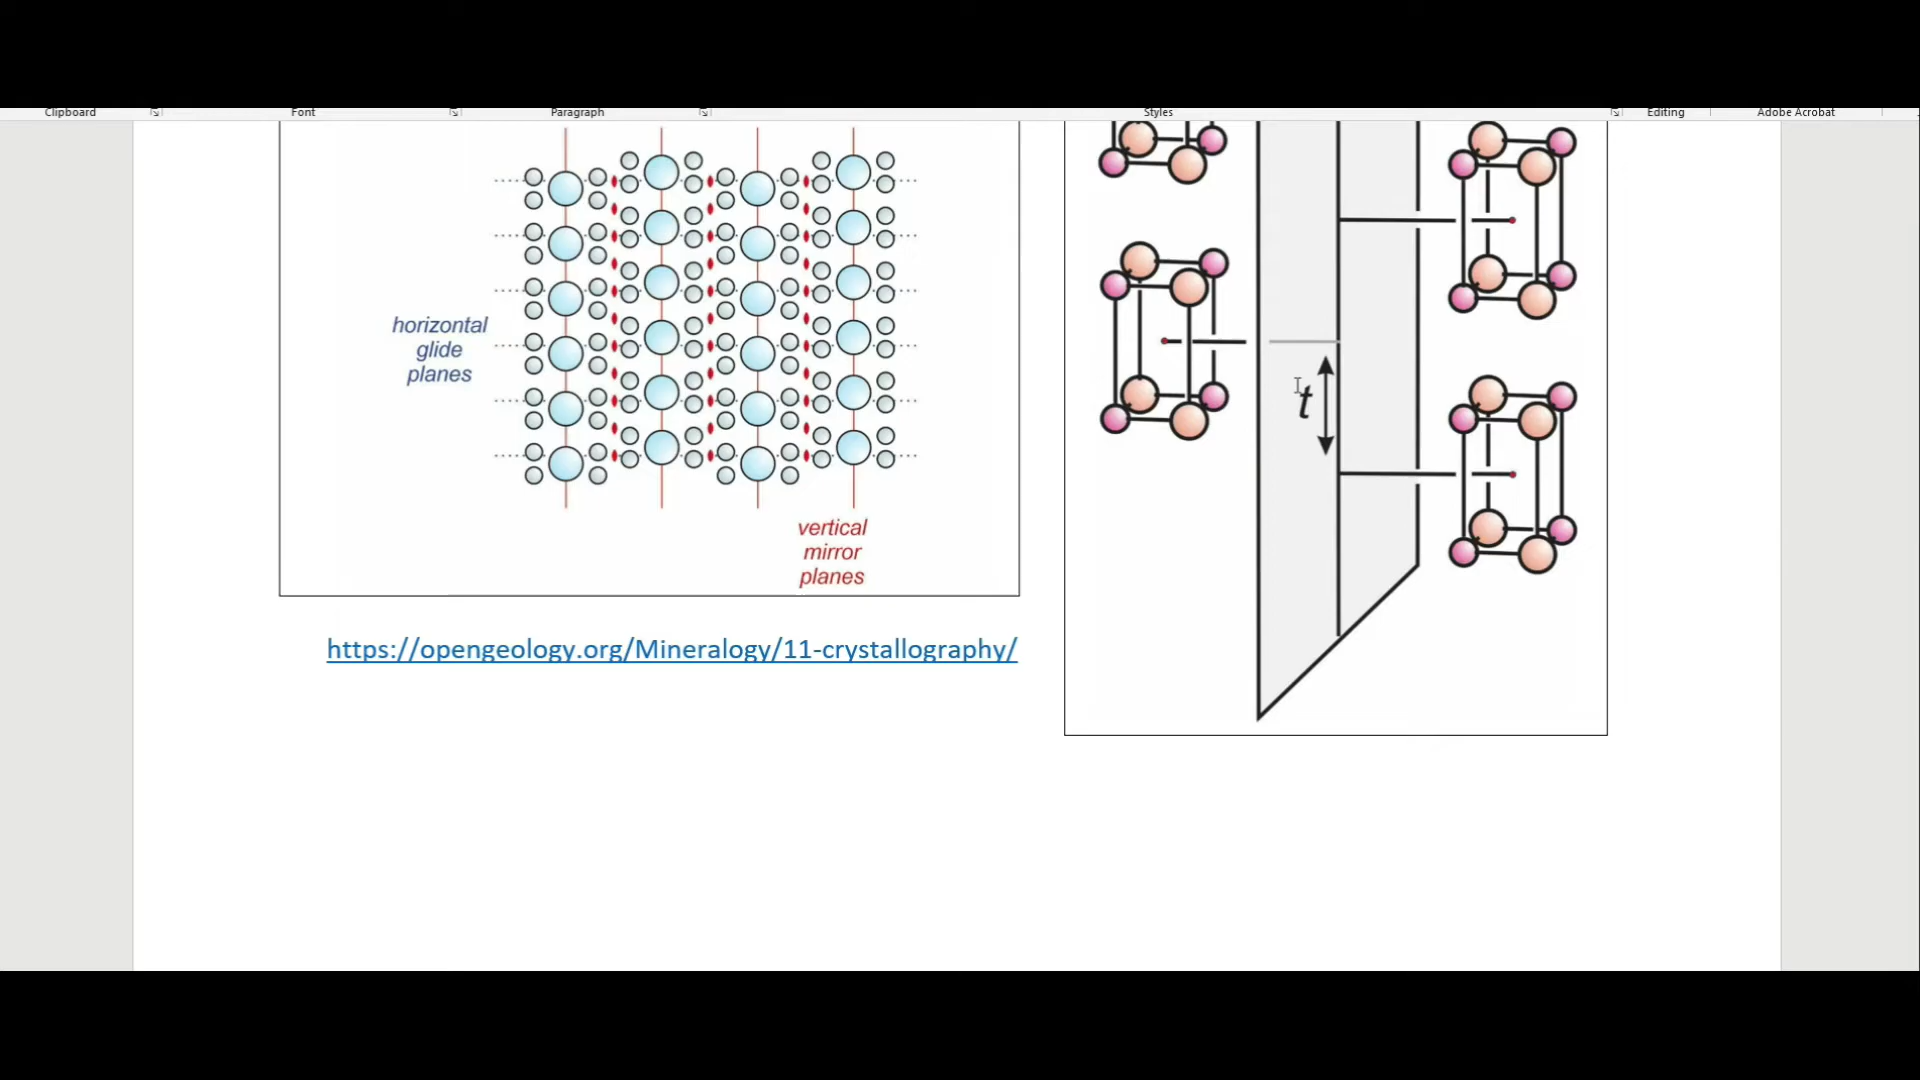 Clipboard Font Paragraph Styles Editing Adobe Acrobat
horizontal
glide
planes
t
vertical
mirror
planes
https://opengeology.org/Mineralogy/11-crystallography/